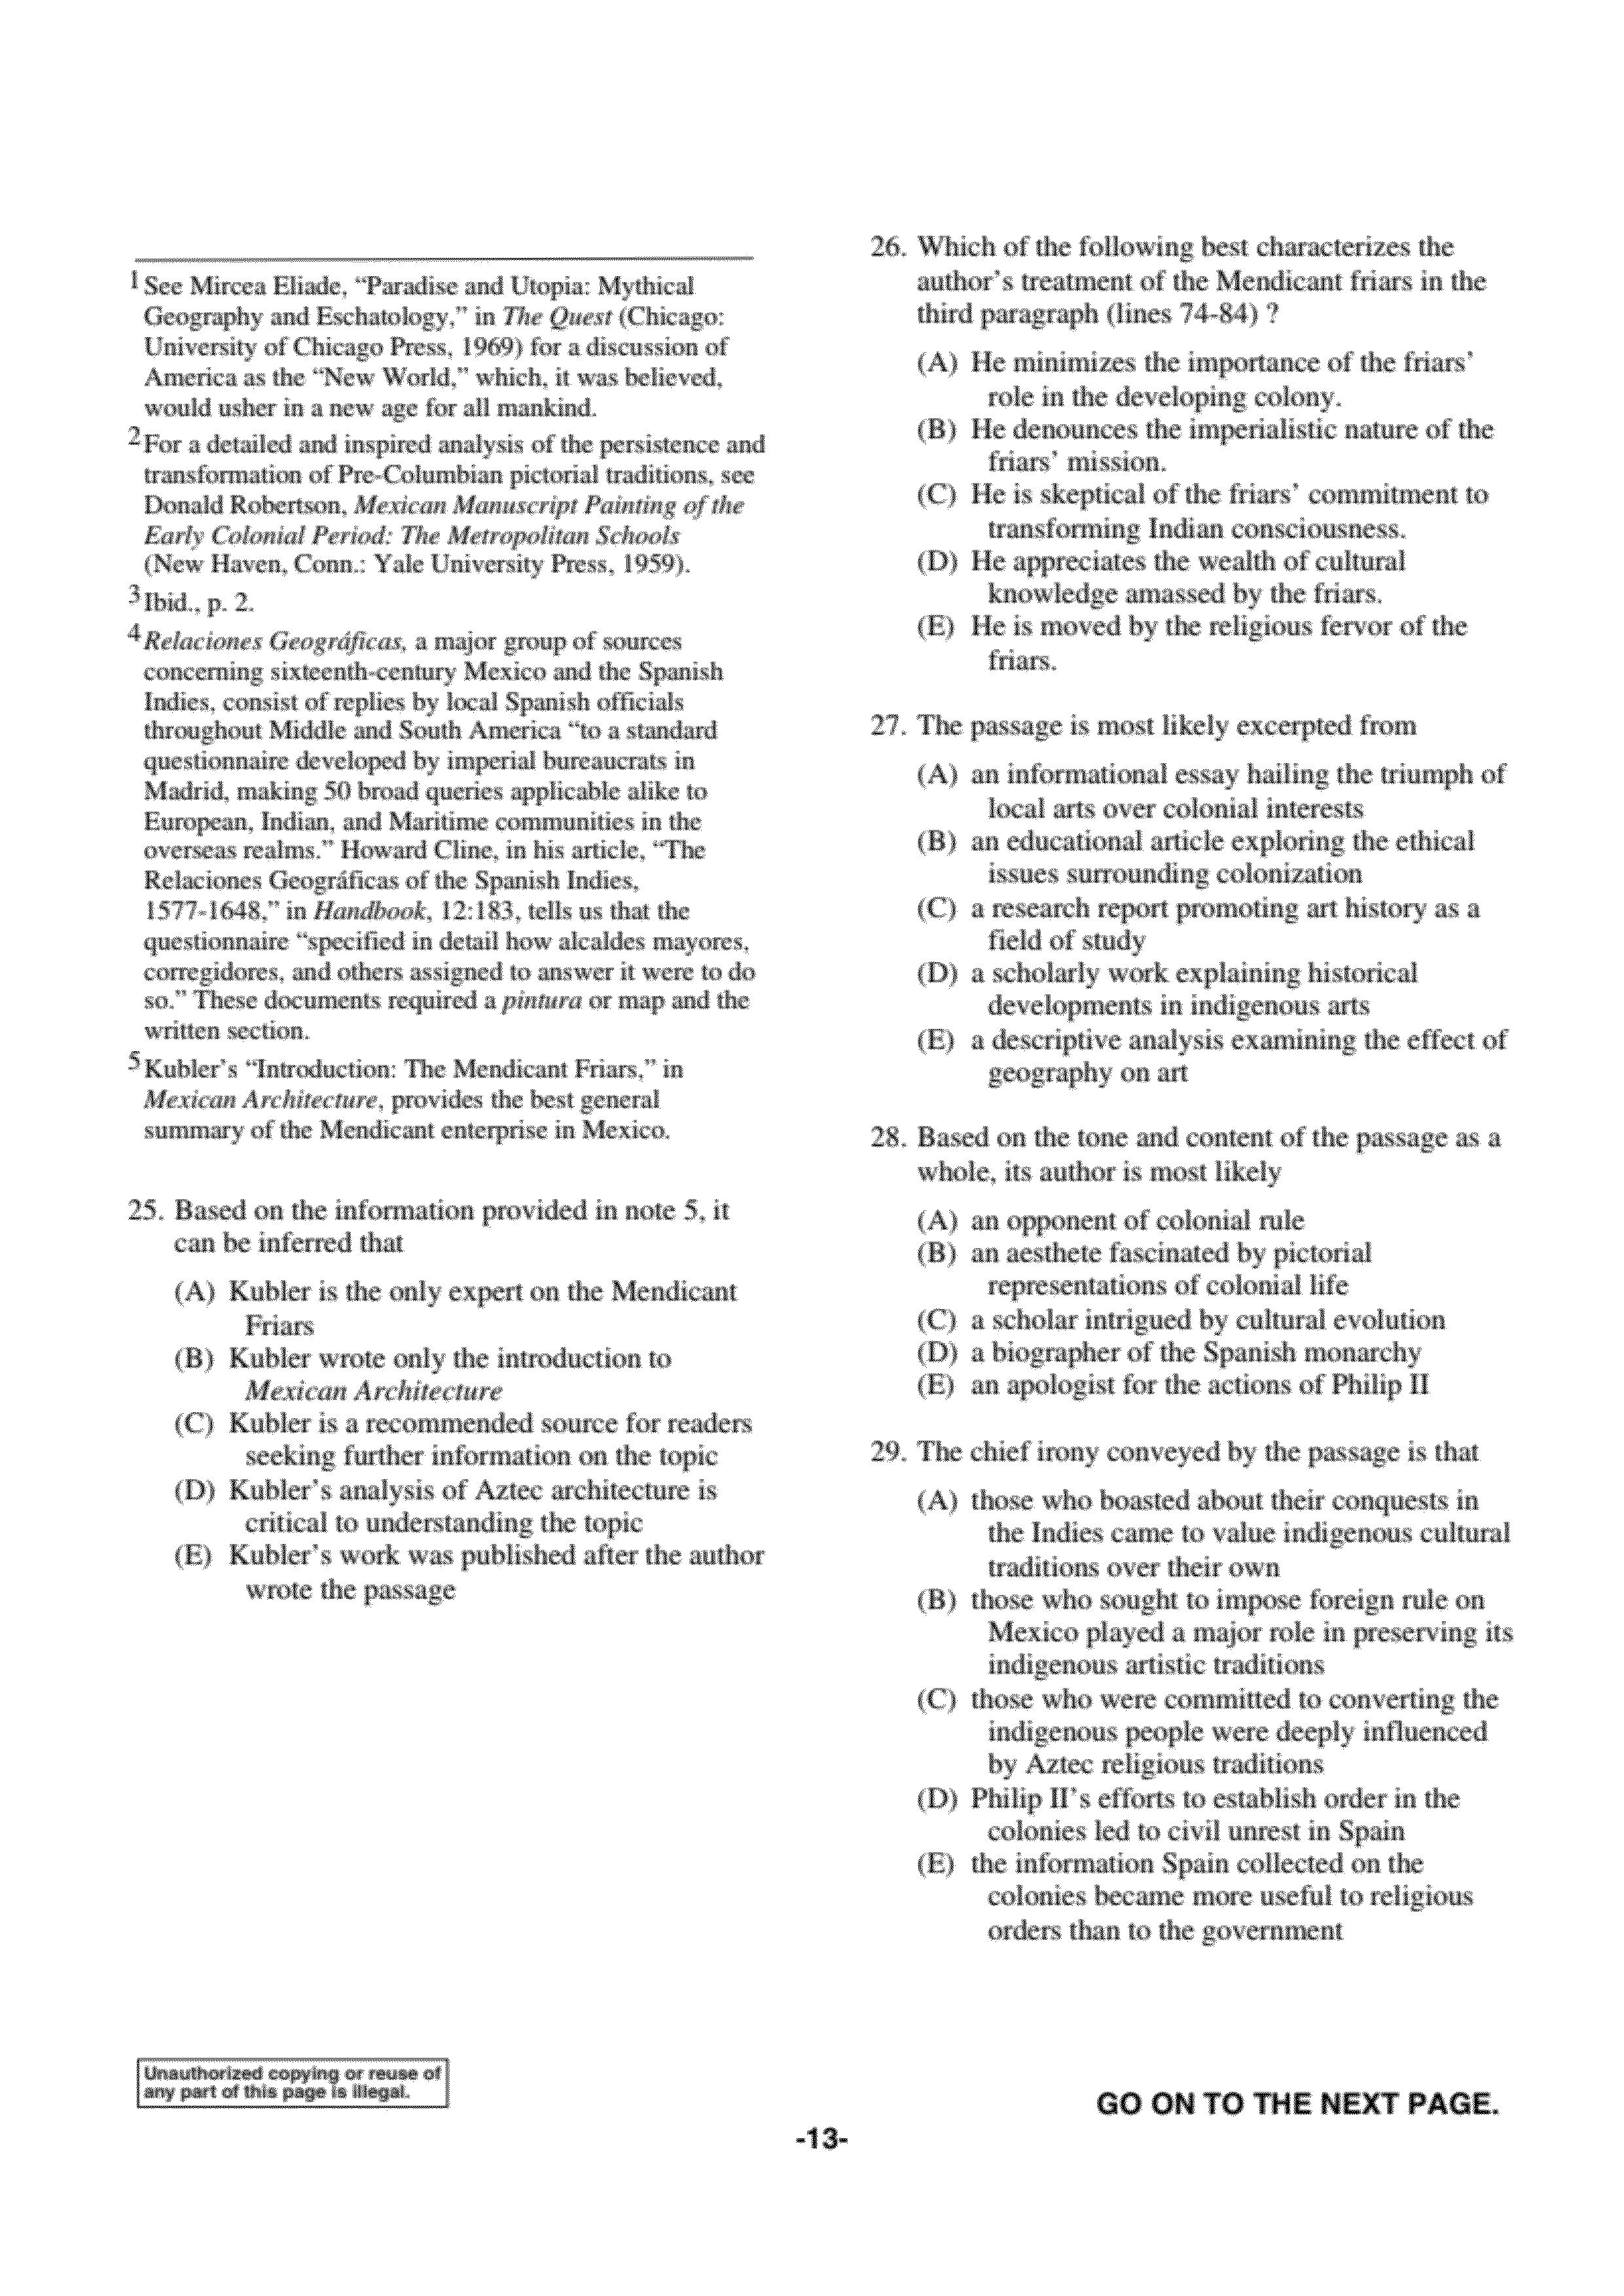 1 See Mircea Eliade, “Paradise and Utopia: Mythical
Geography and Eschatology,” in The Quest (Chicago:
University of Chicago Press, 1969) for a discussion of
America as the “New World,” which, it was believed,
would usher in a new age for all mankind.
2 For a detailed and inspired analysis of the persistence and
transformation of Pre-Columbian pictorial traditions, see
Donald Robertson, Mexican Manuscript Painting of the
Early Colonial Period: The Metropolitan Schools
(New Haven, Conn.: Yale University Press, 1959).
3 Ibid., p. 2.
4 Relaciones Geográficas, a major group of sources
concerning sixteenth-century Mexico and the Spanish
Indies, consist of replies by local Spanish officials
throughout Middle and South America “to a standard
questionnaire developed by imperial bureaucrats in
Madrid, making 50 broad queries applicable alike to
European, Indian, and Maritime communities in the
overseas realms.” Howard Cline, in his article, “The
Relaciones Geográficas of the Spanish Indies,
1577-1648,” in Handbook, 12:183, tells us that the
questionnaire “specified in detail how alcaldes mayores,
corregidores, and others assigned to answer it were to do
so.” These documents required a pintura or map and the
written section.
5 Kubler’s “Introduction: The Mendicant Friars,” in
Mexican Architecture, provides the best general
summary of the Mendicant enterprise in Mexico.
25. Based on the information provided in note 5, it
can be inferred that
(A) Kubler is the only expert on the Mendicant
Friars
(B) Kubler wrote only the introduction to
Mexican Architecture
(C) Kubler is a recommended source for readers
seeking further information on the topic
(D) Kubler’s analysis of Aztec architecture is
critical to understanding the topic
(E) Kubler’s work was published after the author
wrote the passage
26. Which of the following best characterizes the
author’s treatment of the Mendicant friars in the
third paragraph (lines 74-84) ?
(A) He minimizes the importance of the friars’
role in the developing colony.
(B) He denounces the imperialistic nature of the
friars’ mission.
(C) He is skeptical of the friars’ commitment to
transforming Indian consciousness.
(D) He appreciates the wealth of cultural
knowledge amassed by the friars.
(E) He is moved by the religious fervor of the
friars.
27. The passage is most likely excerpted from
(A) an informational essay hailing the triumph of
local arts over colonial interests
(B) an educational article exploring the ethical
issues surrounding colonization
(C) a research report promoting art history as a
field of study
(D) a scholarly work explaining historical
developments in indigenous arts
(E) a descriptive analysis examining the effect of
geography on art
28. Based on the tone and content of the passage as a
whole, its author is most likely
(A) an opponent of colonial rule
(B) an aesthete fascinated by pictorial
representations of colonial life
(C) a scholar intrigued by cultural evolution
(D) a biographer of the Spanish monarchy
(E) an apologist for the actions of Philip II
29. The chief irony conveyed by the passage is that
(A) those who boasted about their conquests in
the Indies came to value indigenous cultural
traditions over their own
(B) those who sought to impose foreign rule on
Mexico played a major role in preserving its
indigenous artistic traditions
(C) those who were committed to converting the
indigenous people were deeply influenced
by Aztec religious traditions
(D) Philip II’s efforts to establish order in the
colonies led to civil unrest in Spain
(E) the information Spain collected on the
colonies became more useful to religious
orders than to the government
Unauthorized copying or reuse of
any part of this page is illegal.
GO ON TO THE NEXT PAGE.
-13-